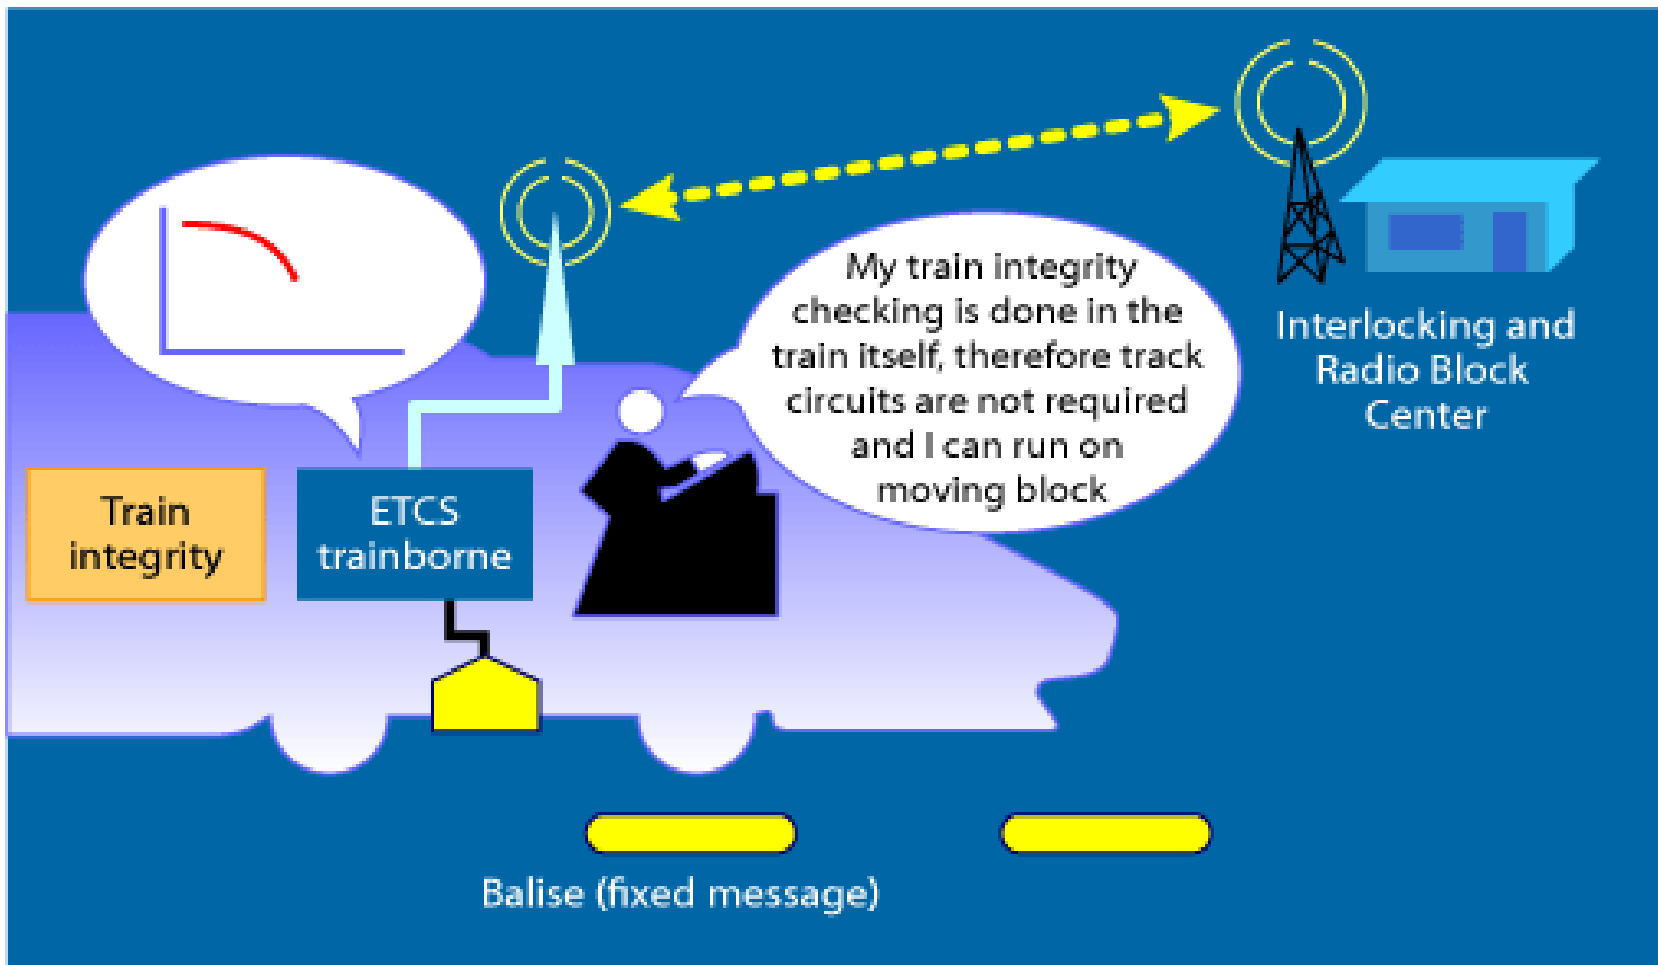 My train integrity
checking is done in the
train itself, therefore track
circuits are not required
and I can run on
moving block
Interlocking and
Radio Block
Center
Train
integrity
ETCS
trainborne
Balise (fixed message)